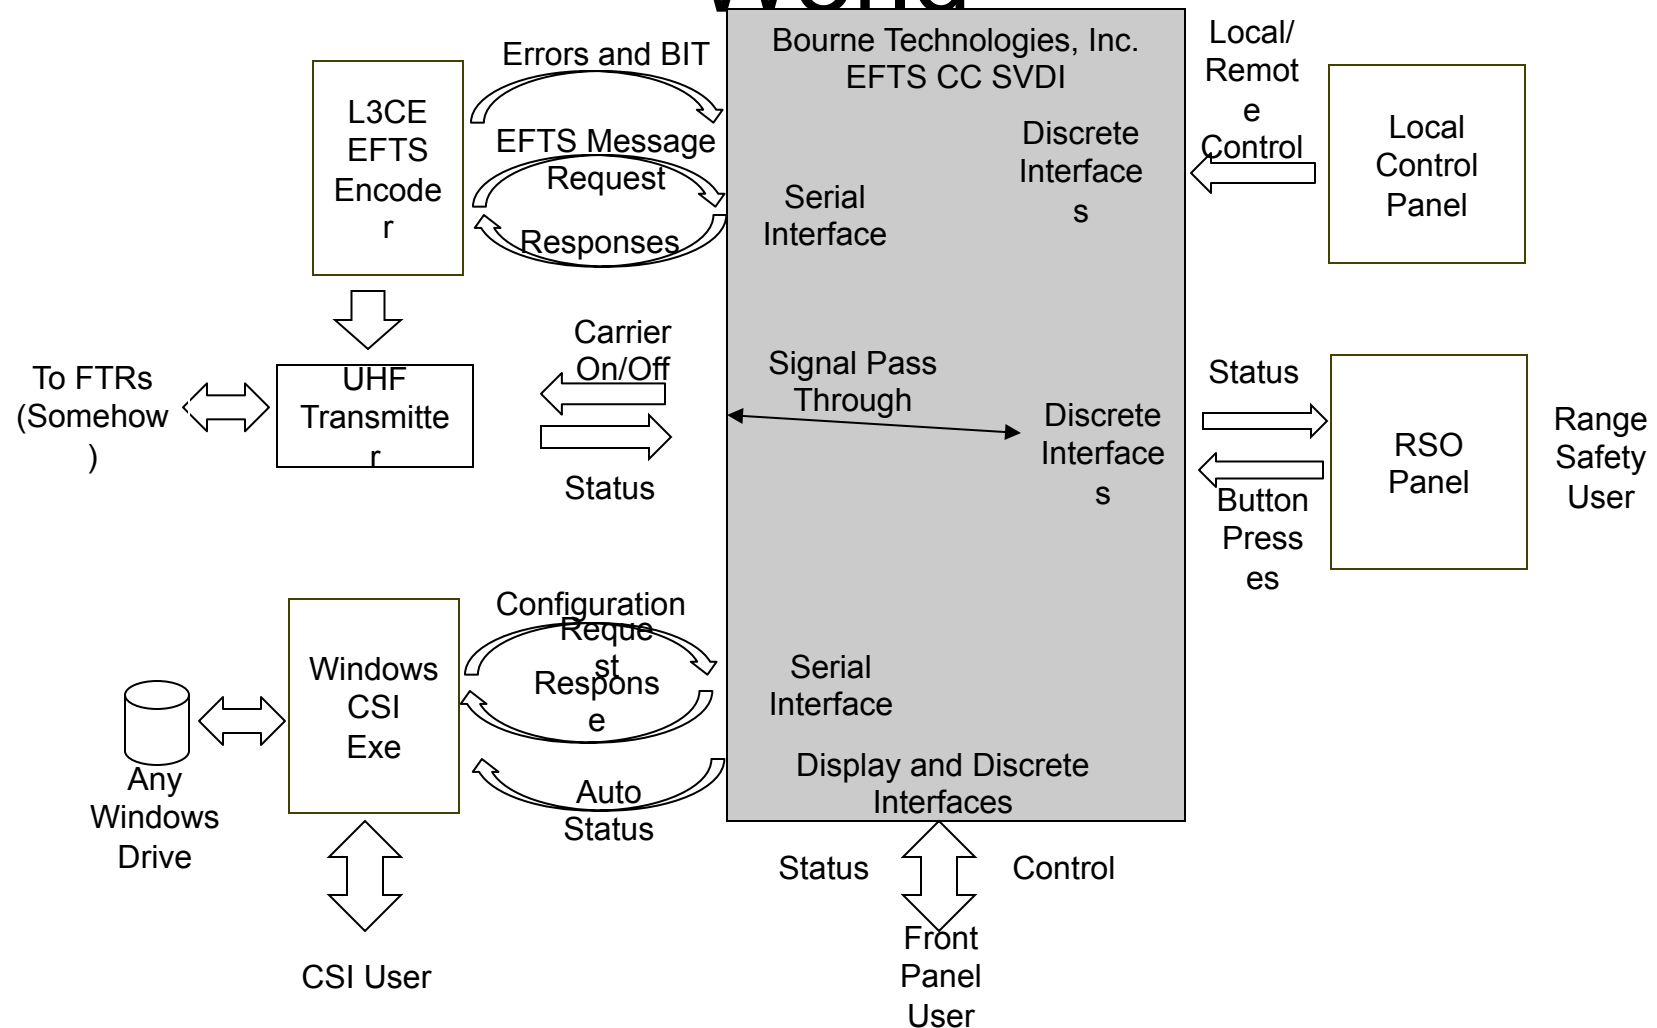 Errors and BIT
Bourne Technologies, Inc.
EFTS CC SVDI
Local/
Remot
e
Control
L3CE
EFTS
Encode
r
EFTS Message
Request
Responses
Serial
Interface
Discrete
Interface
s
Local
Control
Panel
To FTRs
(Somehow
)
UHF
Transmitte
r
Carrier
On/Off
Status
Signal Pass
Through
Discrete
Interface
s
Status
Button
Press
es
RSO
Panel
Range
Safety
User
Any
Windows
Drive
Windows
CSI
Exe
Configuration
Reque
st
Respons
e
Auto
Status
Serial
Interface
Display and Discrete
Interfaces
CSI User
Status
Control
Front
Panel
User